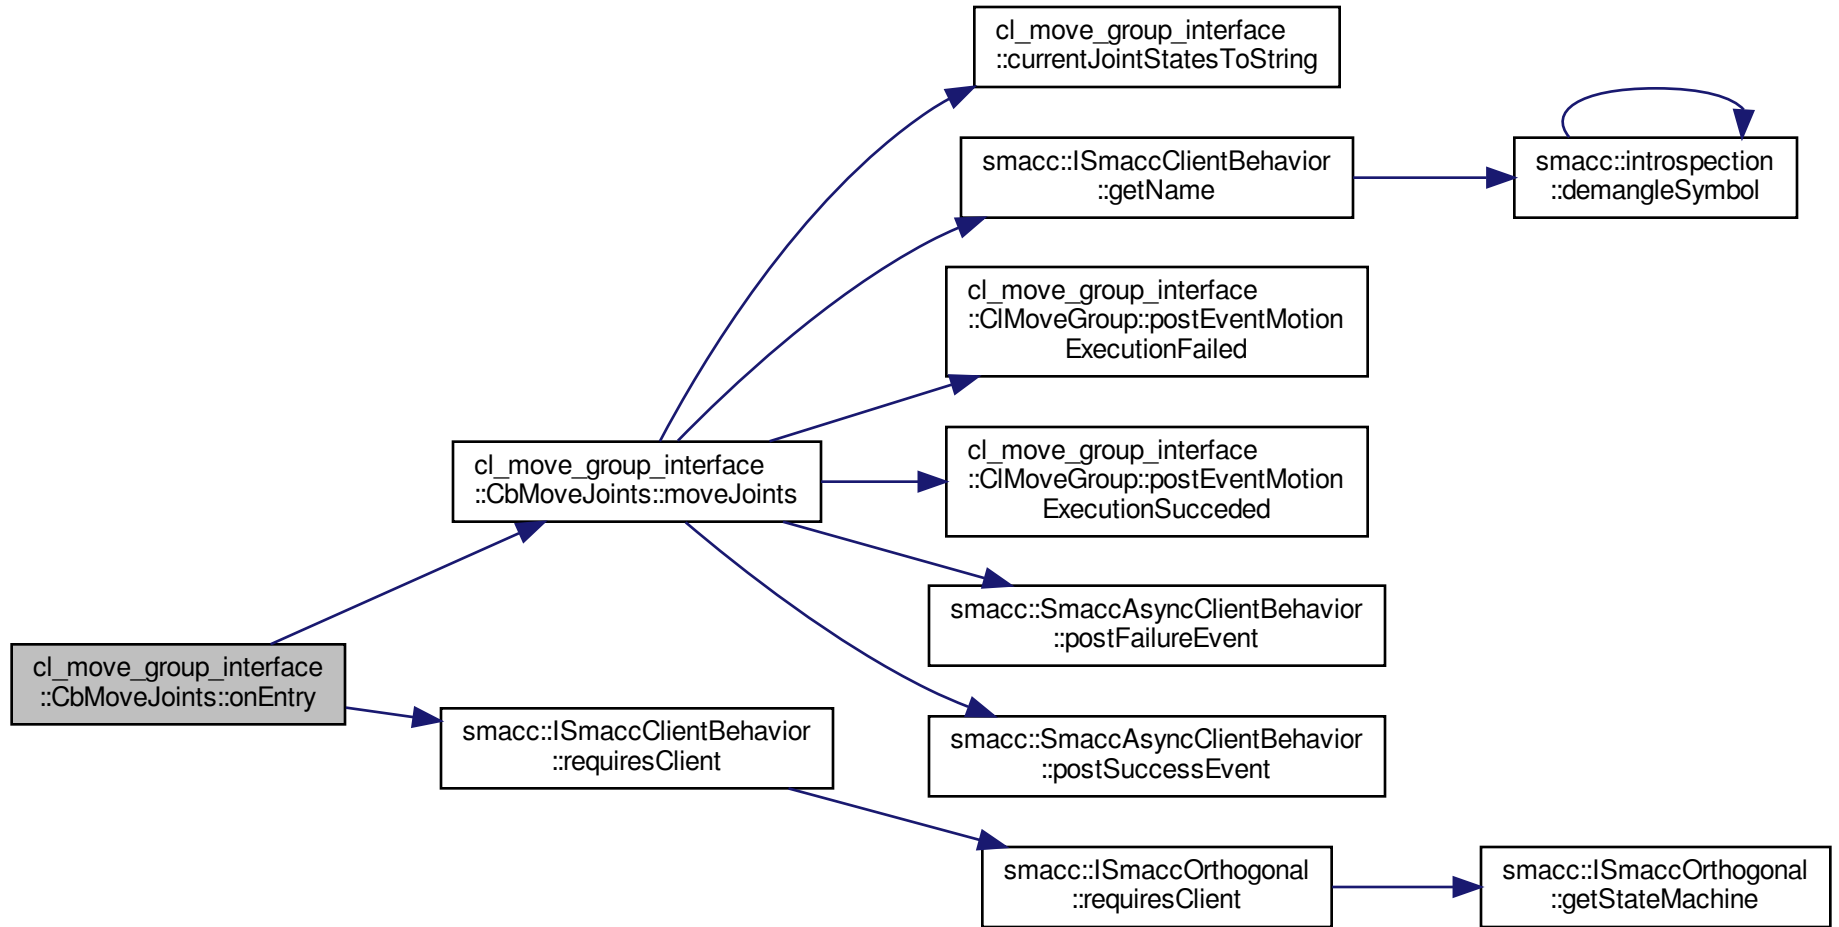 cl_move_group_interface
::currentJointStatesToString
smacc::ISmaccClientBehavior
::getName
smacc::introspection
::demangleSymbol
cl_move_group_interface
::ClMoveGroup::postEventMotion
ExecutionFailed
cl_move_group_interface
::CbMoveJoints::moveJoints
cl_move_group_interface
::ClMoveGroup::postEventMotion
ExecutionSucceded
smacc::SmaccAsyncClientBehavior
::postFailureEvent
cl_move_group_interface
::CbMoveJoints::onEntry
smacc::ISmaccClientBehavior
::requiresClient
smacc::SmaccAsyncClientBehavior
::postSuccessEvent
smacc::ISmaccOrthogonal
::requiresClient
smacc::ISmaccOrthogonal
::getStateMachine